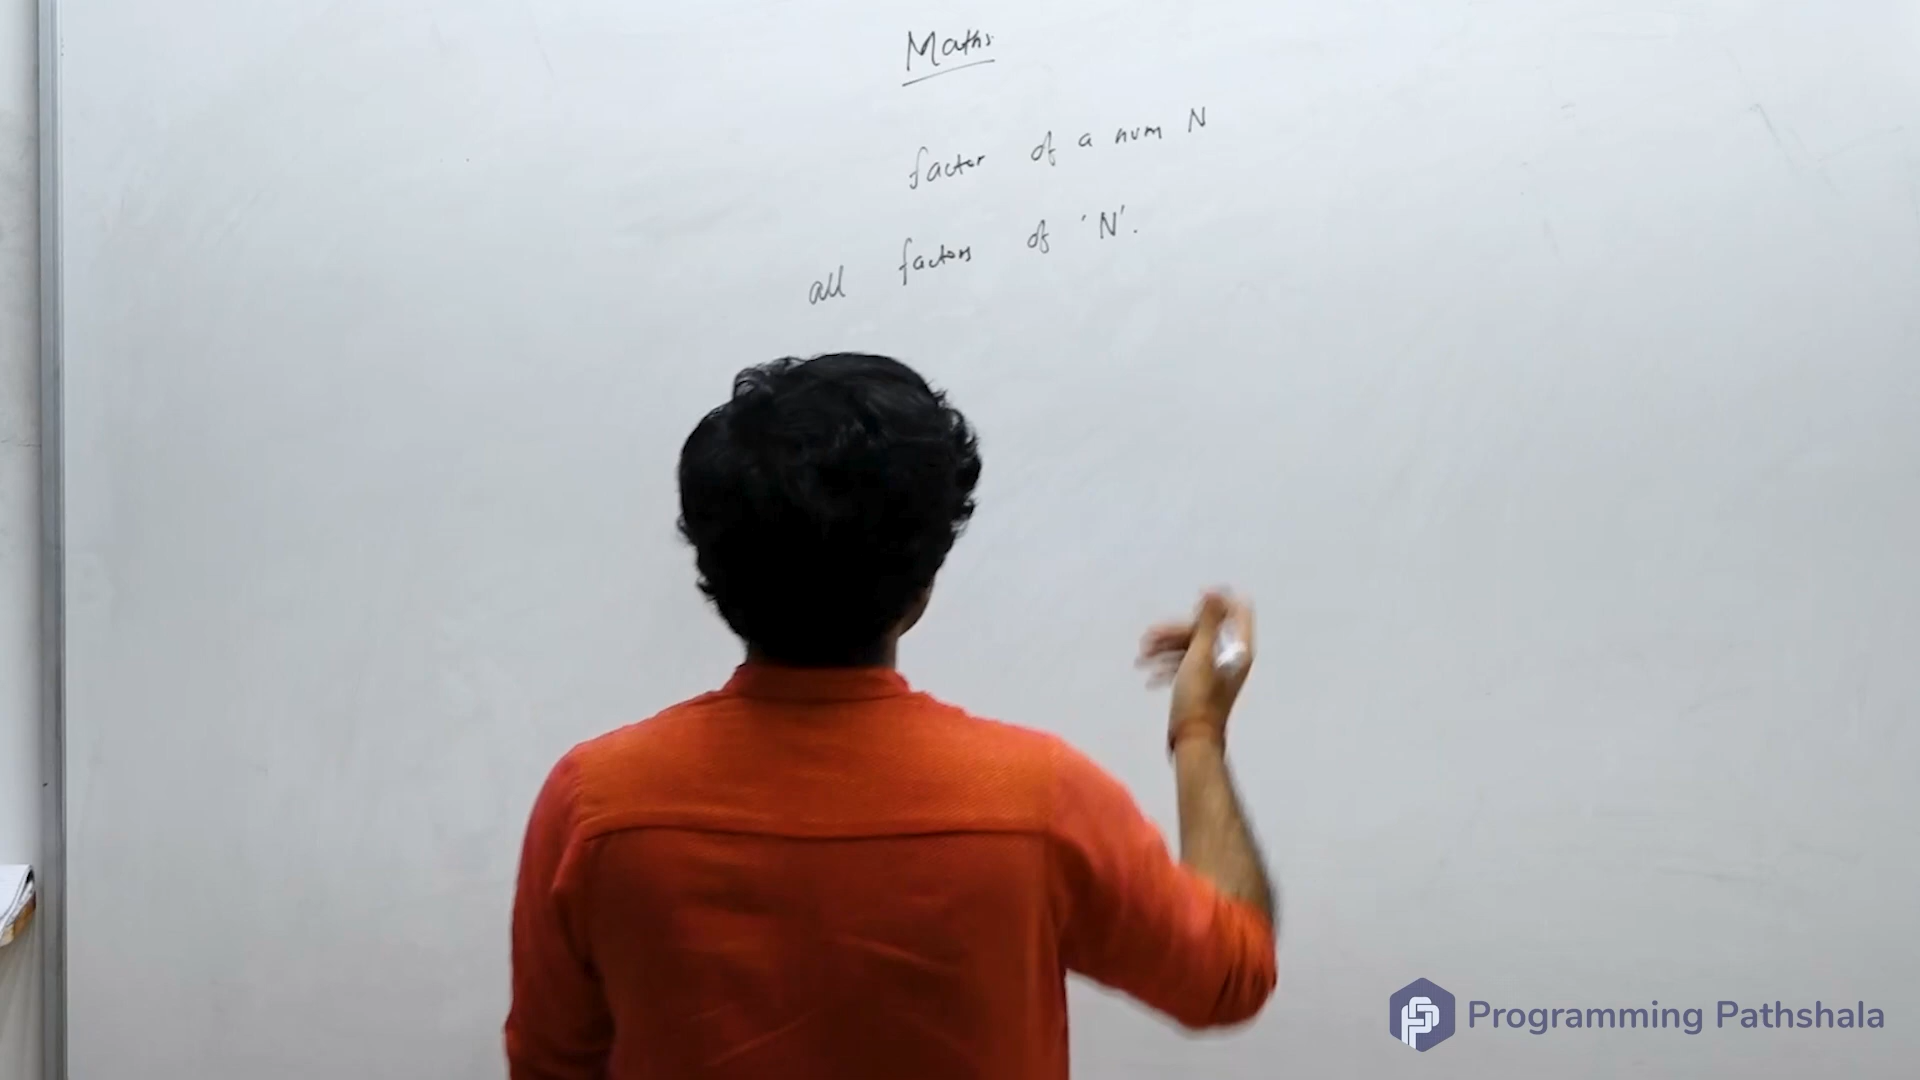 Maths
factor of a num N
all factors of 'N'.
Programming Pathshala